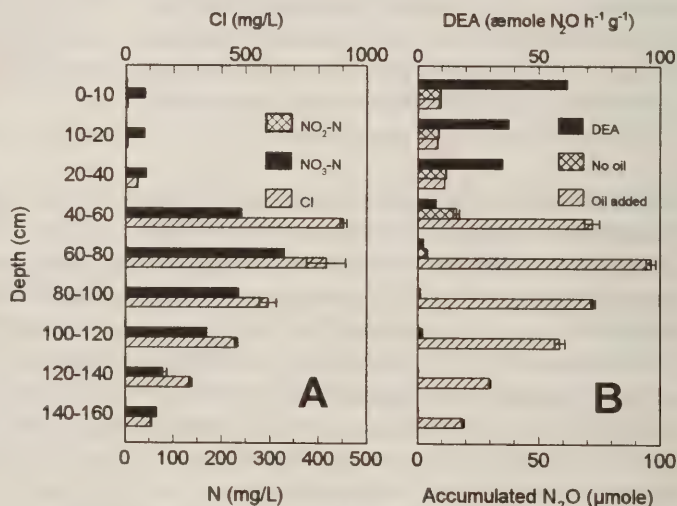 Cl
(mg/L)
0 500 1000
DEA (æmole N₂O h⁻¹ g⁻¹)
0 50 100
Depth (cm)
0-10
10-20
20-40
40-60
60-80
80-100
100-120
120-140
140-160
NO₂-N
NO₃-N
Cl
A
DEA
No oil
Oil added
B
0 100 200 300 400 500
N (mg/L)
0 50 100
Accumulated N₂O (µmole)